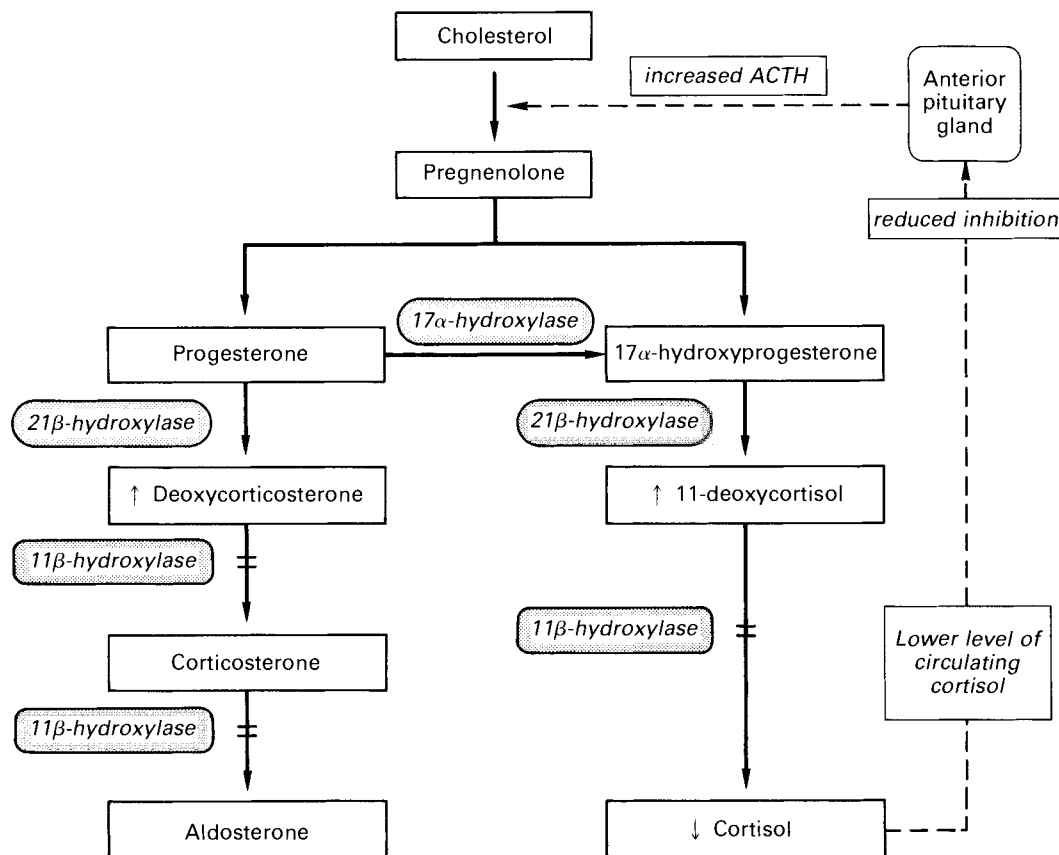 Cholesterol
increased ACTH
Anterior
pituitary
gland
Pregnenolone
reduced inhibition
17α-hydroxylase
Progesterone
17α-hydroxyprogesterone
21β-hydroxylase
21β-hydroxylase
↑ Deoxycorticosterone
↑ 11-deoxycortisol
11β-hydroxylase
11β-hydroxylase
Corticosterone
Lower level of
circulating
cortisol
11β-hydroxylase
Aldosterone
↓ Cortisol